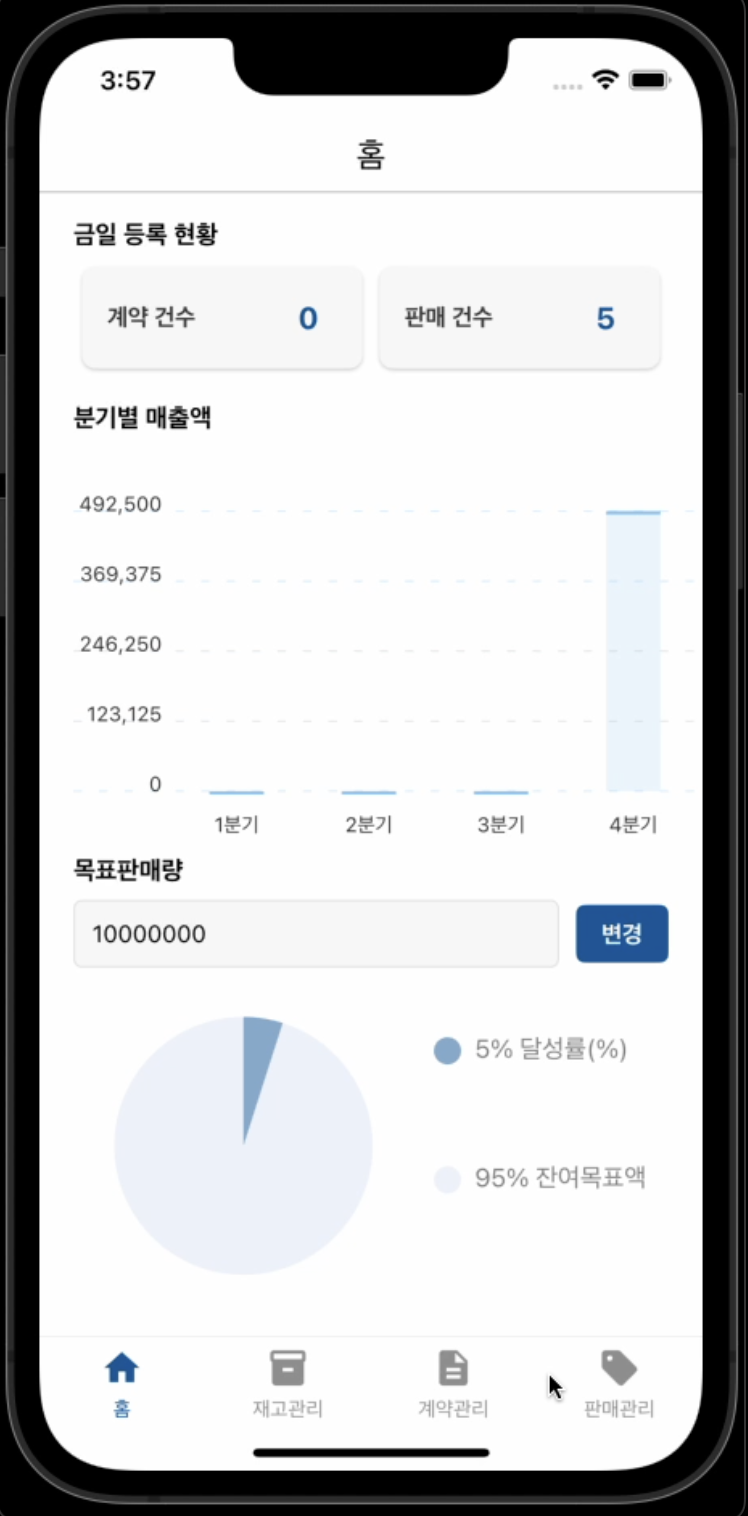 3:57
홈
금일 등록 현황
계약 건수 0 판매 건수 5
분기별 매출액
492,500
369,375
246,250
123,125
0
1분기 2분기 3분기 4분기
목표판매량
10000000 변경
5% 달성률(%)
95% 잔여목표액
홈 재고관리 계약관리 판매관리